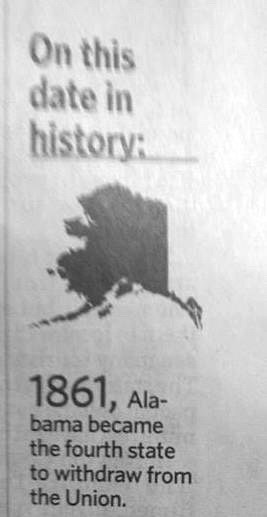 On this
date in
history:
1861, Ala-
bama became
the fourth state
to withdraw from
the Union.